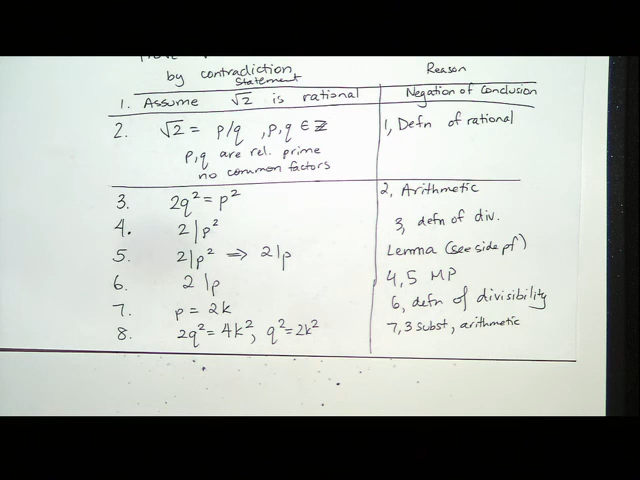 Prove
by contradiction
Statement
Reason
1. Assume √2 is rational
Negation of Conclusion
2. √2 = p/q , p,q ∈ ℤ
1, Defn of rational
p,q are rel. prime
no common factors
3. 2q² = p²
2, Arithmetic
4. 2|p²
3, defn of div.
5. 2|p² ⟹ 2|p
Lemma (see side pf)
6. 2|p
4,5 MP
7. p = 2k
6, defn of divisibility
8. 2q² = 4k², q² = 2k²
7,3 subst, arithmetic